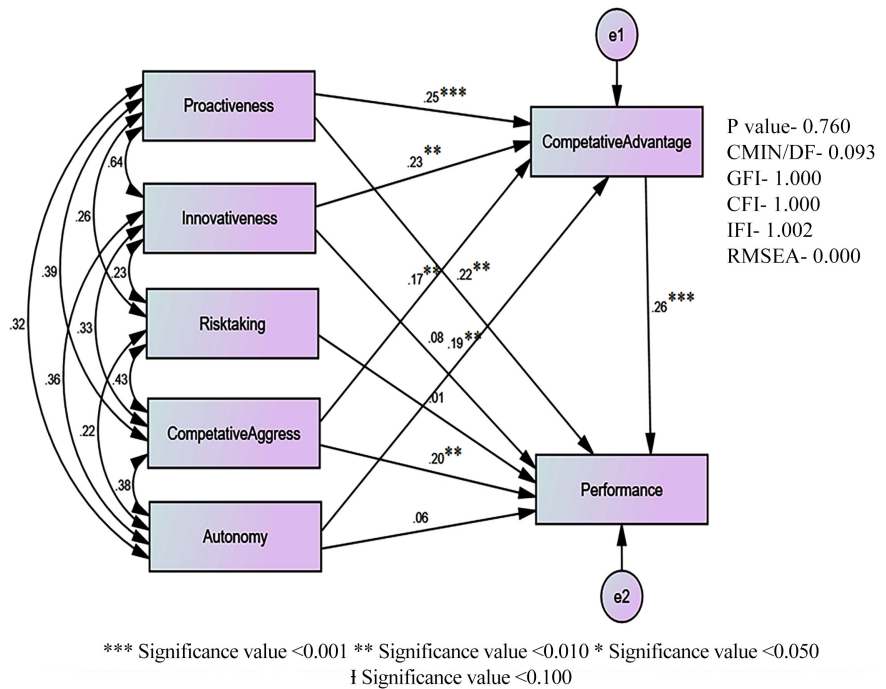 e1
Proactiveness
.25***
CompetativeAdvantage
P value- 0.760
CMIN/DF- 0.093
GFI- 1.000
CFI- 1.000
IFI- 1.002
RMSEA- 0.000
.64
.23**
Innovativeness
.26
.39
.23
.17**
.22**
.26***
.32
.33
Risktaking
.08
.19**
.36
.43
.01
.22
CompetativeAggress
.20**
.38
Performance
.06
Autonomy
e2
*** Significance value <0.001 ** Significance value <0.010 * Significance value <0.050
Ɨ Significance value <0.100